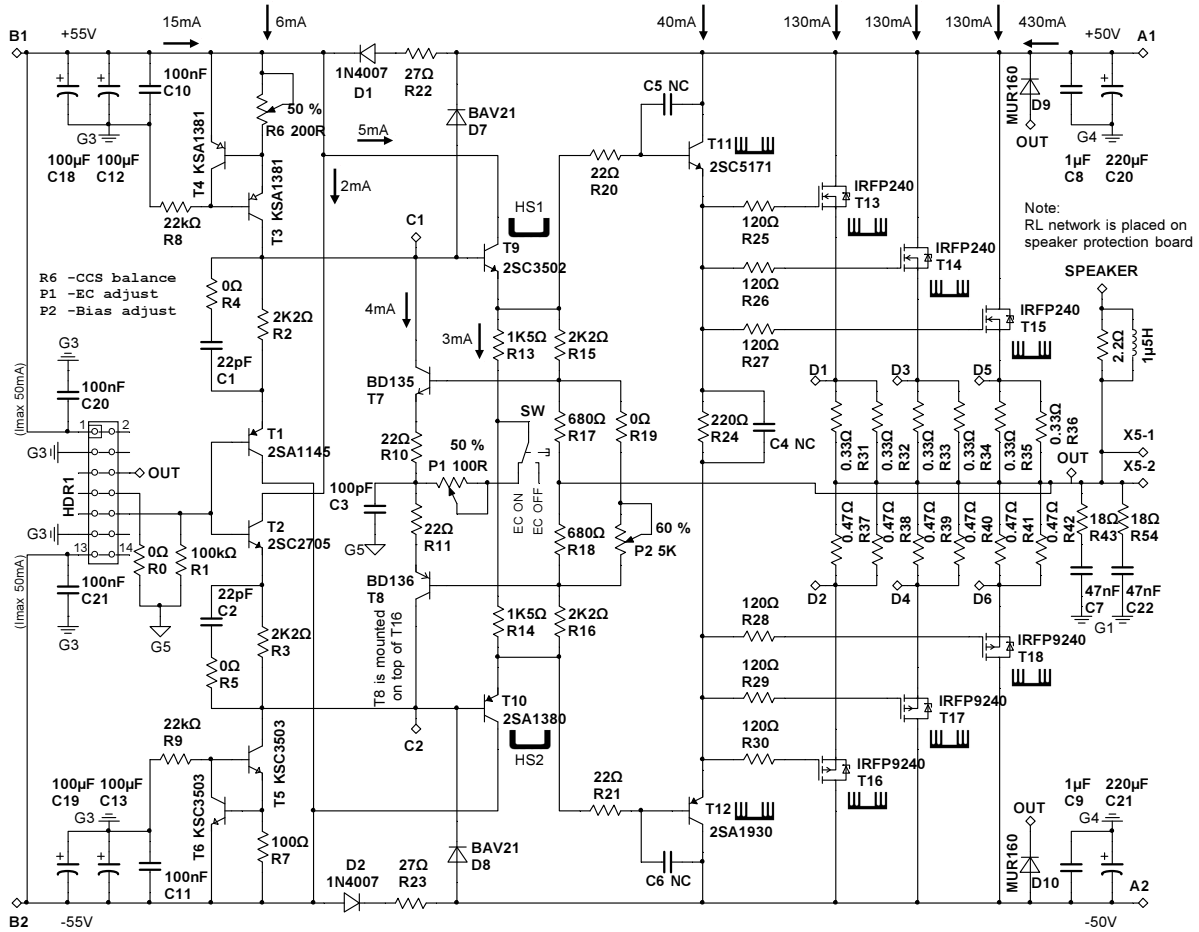 15mA
6mA
40mA
130mA
130mA
130mA
430mA
B1
+55V
+50V
A1
1N4007
D1
27Ω
R22
C5 NC
100nF
C10
50 %
R6 200R
5mA
BAV21
D7
MUR160
D9
OUT
G3
100µF
C18
100µF
C12
T4 KSA1381
T3 KSA1381
T11
2SC5171
G4
1µF
C8
220µF
C20
22Ω
R20
2mA
22kΩ
R8
IRFP240
T13
120Ω
R25
HS1
C1
T9
2SC3502
Note:
RL network is placed on
speaker protection board
IRFP240
T14
120Ω
R26
R6 -CCS balance
P1 -EC adjust
P2 -Bias adjust
0Ω
R4
2K2Ω
R2
SPEAKER
IRFP240
T15
120Ω
R27
4mA
3mA
1K5Ω
R13
2K2Ω
R15
2.2Ω
1µ5H
G3
22pF
C1
100nF
C20
(Imax 50mA)
BD135
T7
D1
D3
D5
SW
680Ω
R17
0Ω
R19
220Ω
R24
C4 NC
0.33Ω
R31
0.33Ω
R32
0.33Ω
R33
0.33Ω
R34
0.33Ω
R35
0.33Ω
R36
1
2
G3
T1
2SA1145
22Ω
R10
50 %
P1 100R
OUT
X5-1
OUT
X5-2
HDR1
100pF
C3
EC ON
EC OFF
G3
T2
2SC2705
22Ω
R11
G5
680Ω
R18
60 %
P2 5K
0.47Ω
R37
0.47Ω
R38
0.47Ω
R39
0.47Ω
R40
0.47Ω
R41
0.47Ω
R42
18Ω
R43
18Ω
R54
13
14
0Ω
R0
100kΩ
R1
100nF
C21
(Imax 50mA)
22pF
C2
BD136
T8
D2
D4
D6
47nF
C7
47nF
C22
G1
G3
G5
2K2Ω
R3
1K5Ω
R14
2K2Ω
R16
120Ω
R28
IRFP9240
T18
0Ω
R5
T8 is mounted
on top of T16
120Ω
R29
IRFP9240
T17
T10
2SA1380
C2
HS2
22kΩ
R9
120Ω
R30
IRFP9240
T16
T5 KSC3503
T6 KSC3503
100µF
C19
100µF
C13
G3
22Ω
R21
T12
2SA1930
1µF
C9
220µF
C21
G4
OUT
100Ω
R7
BAV21
D8
D2
1N4007
27Ω
R23
C6 NC
MUR160
D10
100nF
C11
B2
-55V
-50V
A2